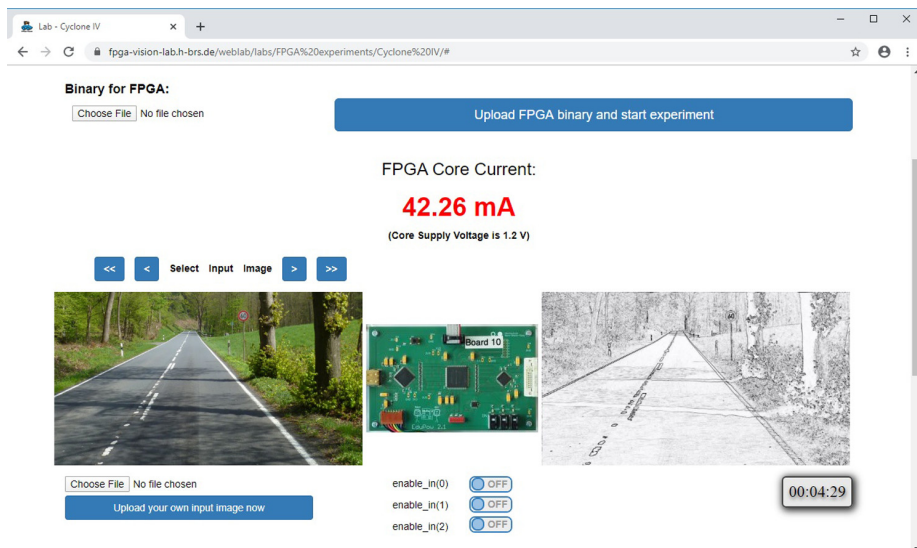 Lab - Cyclone IV
fpga-vision-lab.h-brs.de/weblab/labs/FPGA%20experiments/Cyclone%20IV/#
Binary for FPGA:
Choose File No file chosen
Upload FPGA binary and start experiment
FPGA Core Current:
42.26 mA
(Core Supply Voltage is 1.2 V)
<< < Select Input Image > >>
Board 10
EduPow 2.1
Choose File No file chosen
Upload your own input image now
enable_in(0) OFF
enable_in(1) OFF
enable_in(2) OFF
00:04:29